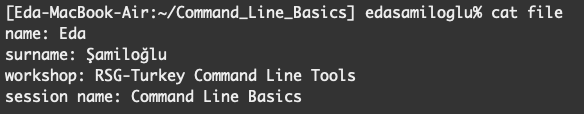 [Eda-MacBook-Air:~/Command_Line_Basics] edasamiloglu% cat file
name: Eda
surname: Şamiloğlu
workshop: RSG-Turkey Command Line Tools
session name: Command Line Basics